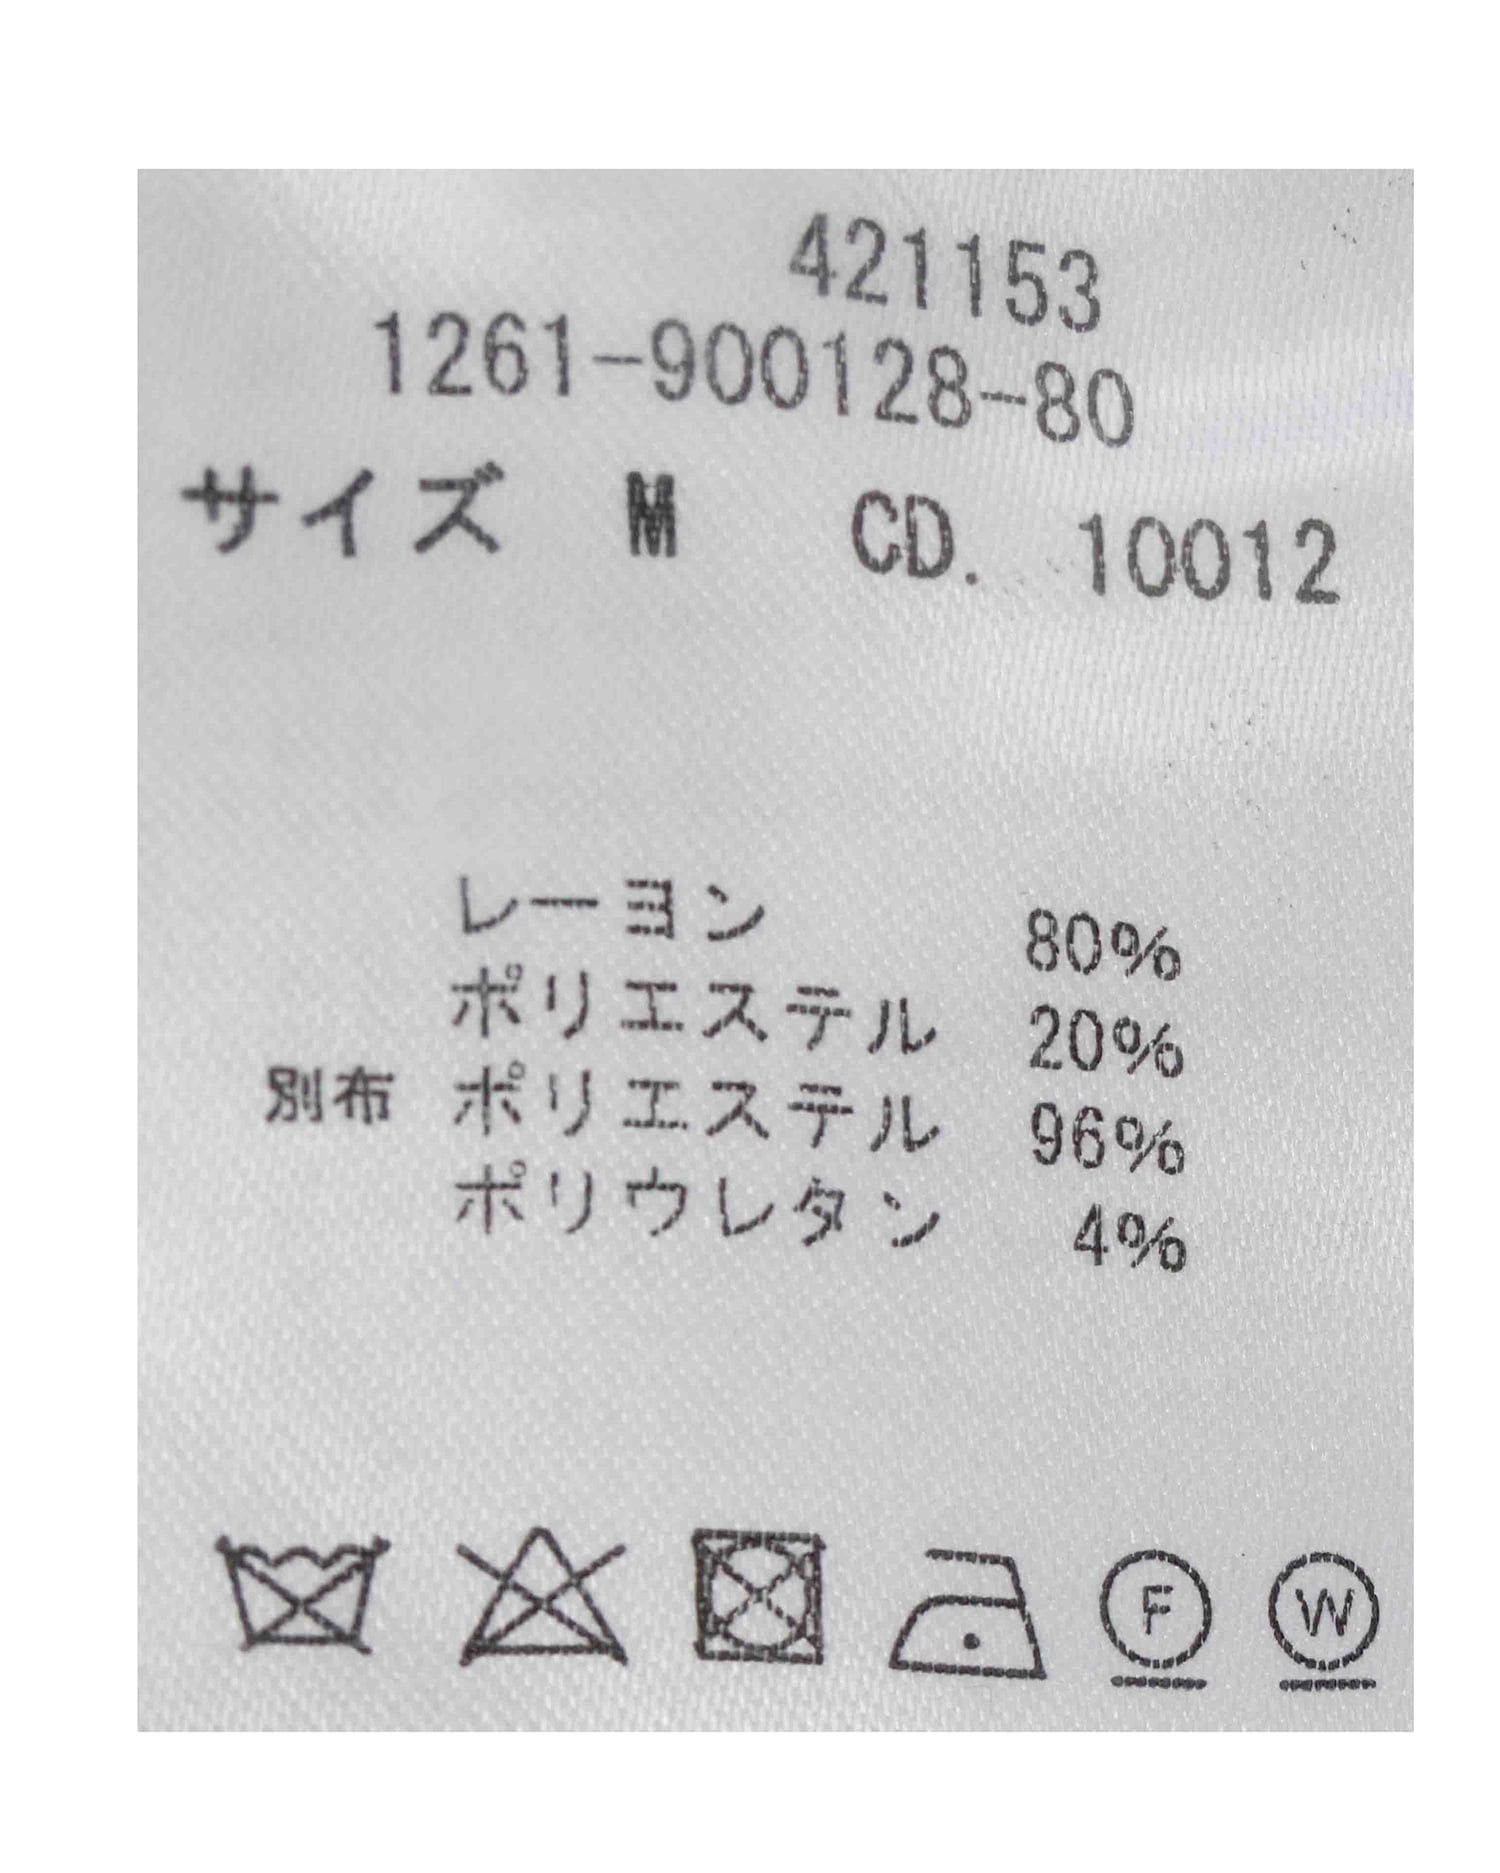 421153
1261-900128-80
サイズ M CD. 10012
レーヨン 80%
ポリエステル 20%
別布 ポリエステル 96%
ポリウレタン 4%
F W